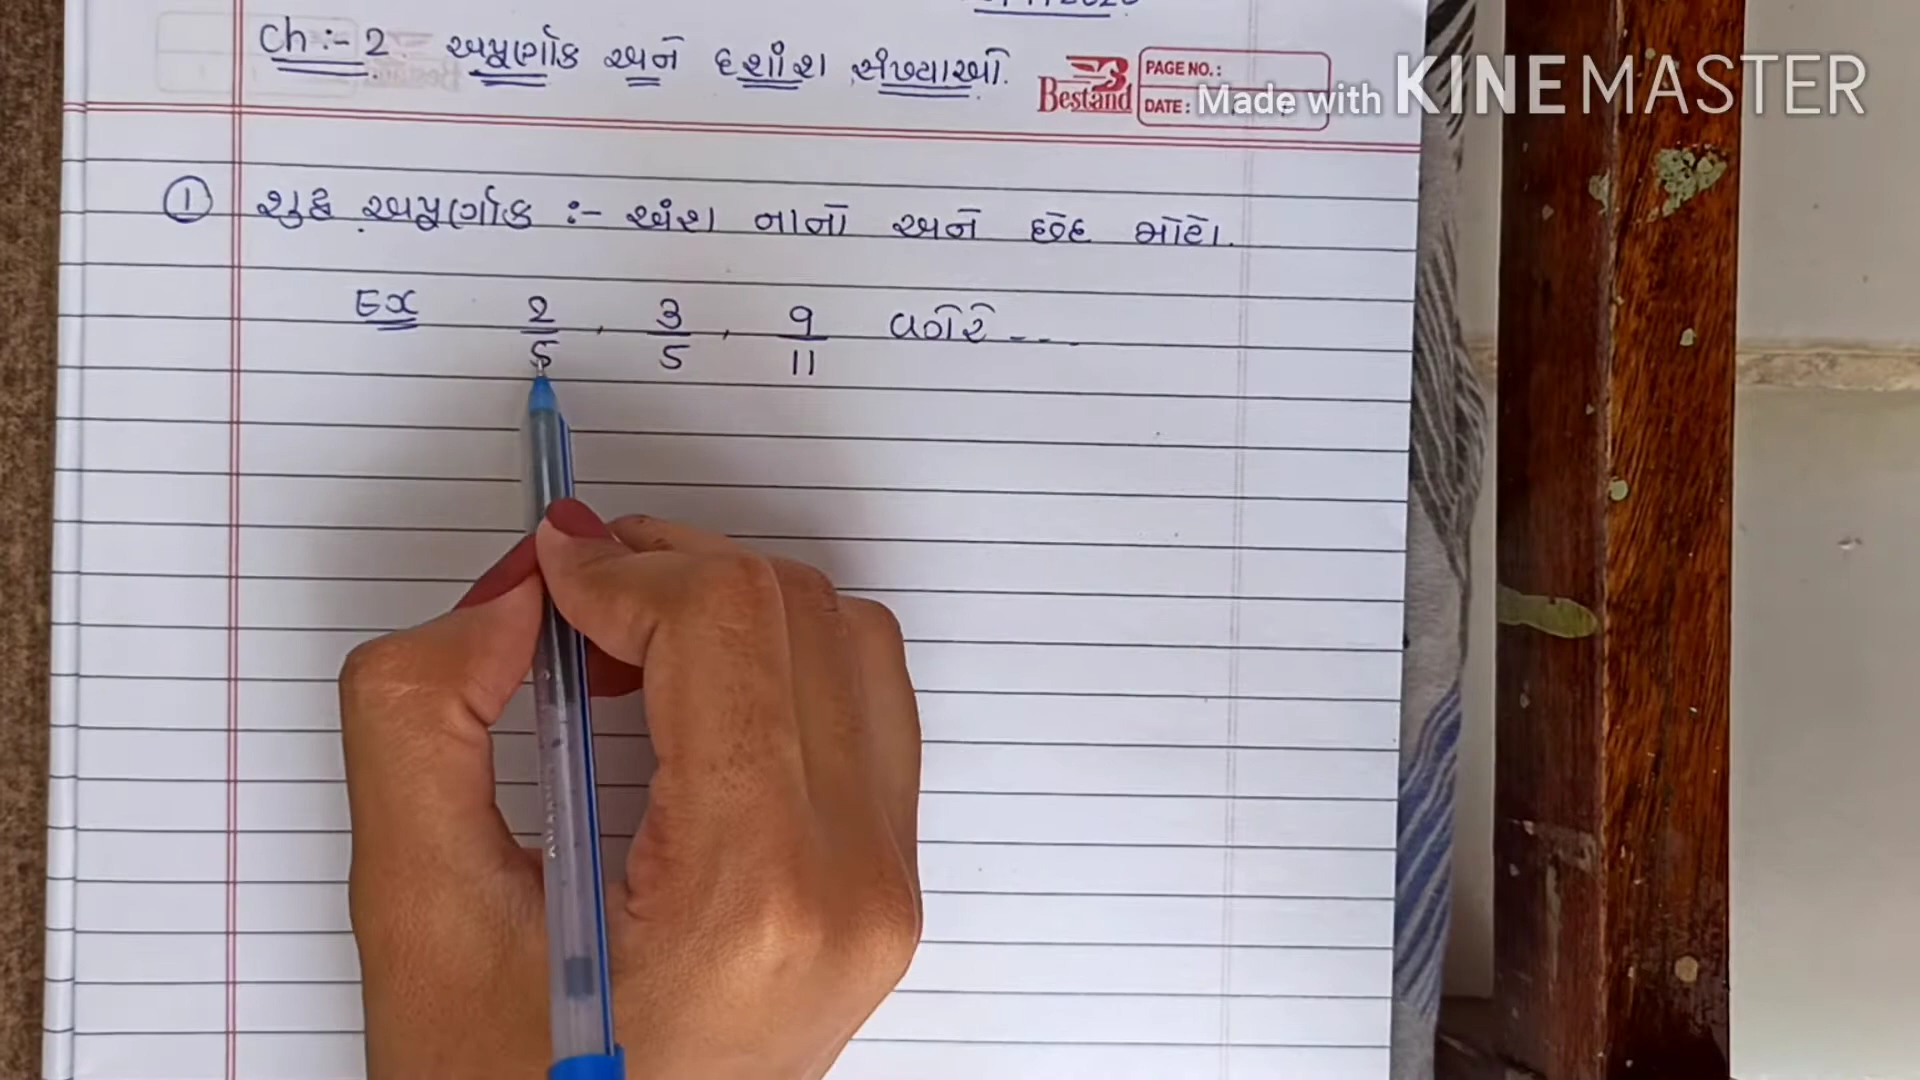 Ch :- 2 અપૂર્ણાંક અને દશાંશ સંખ્યાઓ.
Bestand
PAGE NO.:
DATE:
Made with KINEMASTER
① શુદ્ધ અપૂર્ણાંક :- અંશ નાનો અને છેદ મોટો.
Ex 2/5, 3/5, 9/11 વગેરે ---